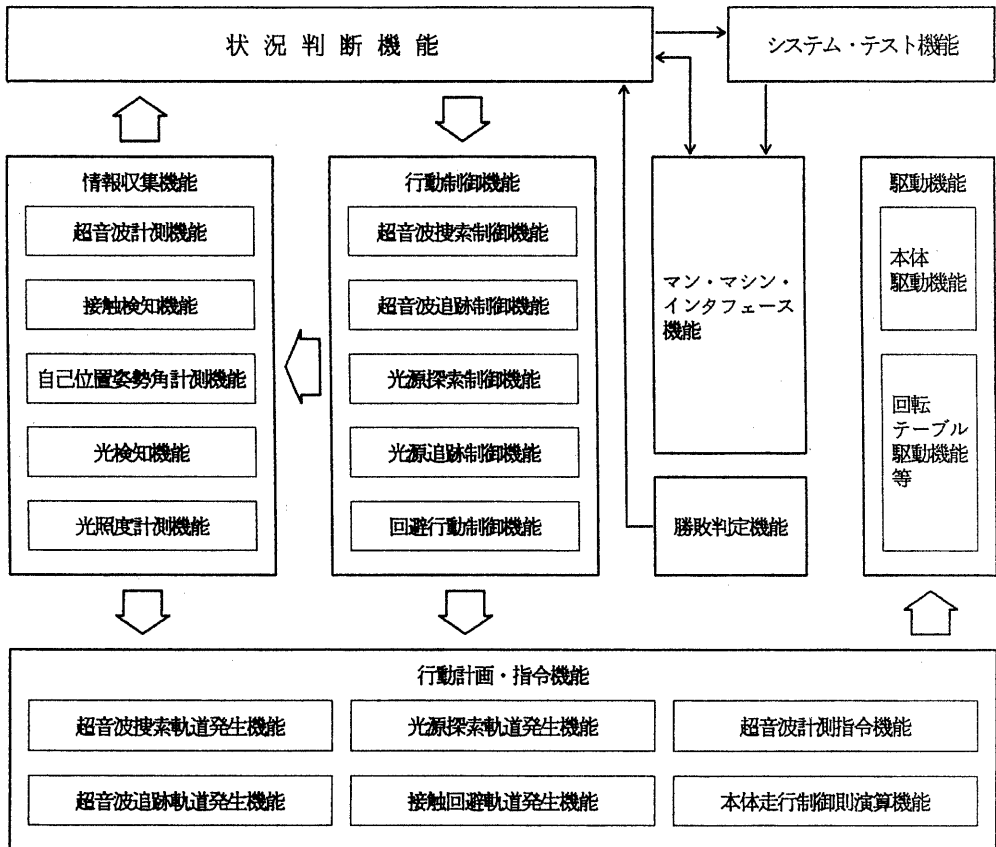 状況判断機能
システム・テスト機能
情報収集機能
超音波計測機能
接触検知機能
自己位置姿勢角計測機能
光検知機能
光照度計測機能
行動制御機能
超音波捜索制御機能
超音波追跡制御機能
光源探索制御機能
光源追跡制御機能
回避行動制御機能
マン・マシン・
インタフェース
機能
勝敗判定機能
駆動機能
本体
駆動機能
回転
テーブル
駆動機能
等
行動計画・指令機能
超音波捜索軌道発生機能
光源探索軌道発生機能
超音波計測指令機能
超音波追跡軌道発生機能
接触回避軌道発生機能
本体走行制御則演算機能